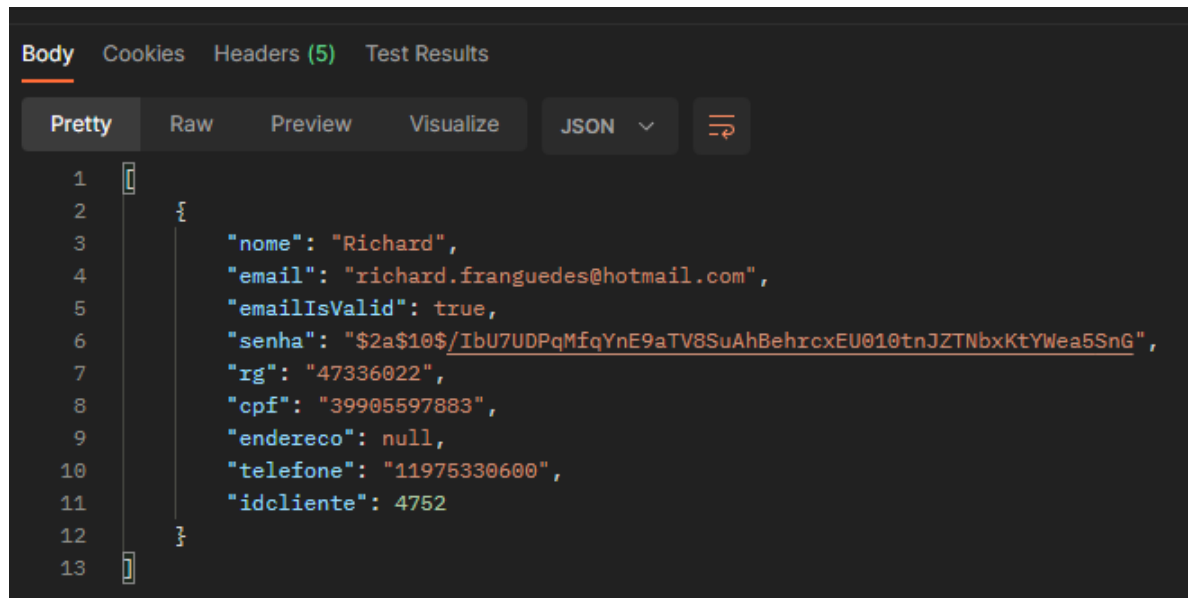 Body Cookies Headers (5) Test Results
Pretty Raw Preview Visualize JSON
1 [
2 {
3 "nome": "Richard",
4 "email": "richard.franguedes@hotmail.com",
5 "emailIsValid": true,
6 "senha": "$2a$10$/IbU7UDPqMfqYnE9aTV8SuAhBehrcxEU010tnJZTNbxKtYWea5SnG",
7 "rg": "47336022",
8 "cpf": "39905597883",
9 "endereco": null,
10 "telefone": "11975330600",
11 "idcliente": 4752
12 }
13 ]